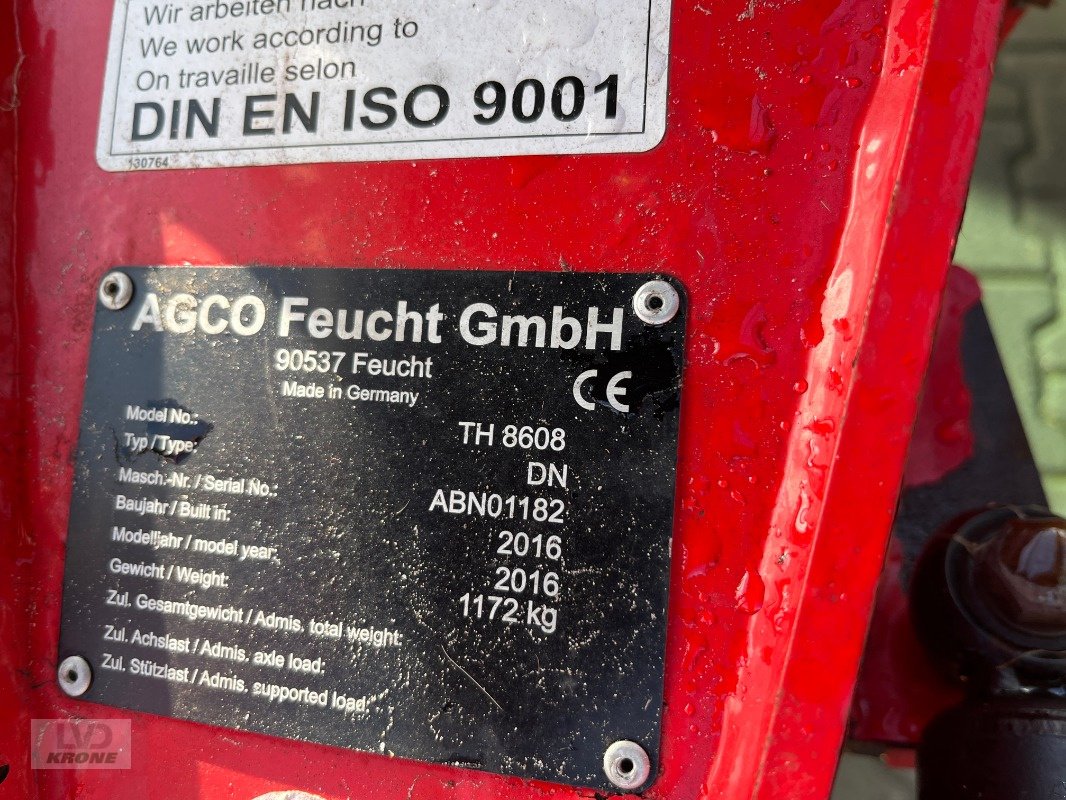 Wir arbeiten nach
We work according to
On travaille selon
DIN EN ISO 9001
130764
AGCO Feucht GmbH
90537 Feucht
Made in Germany
CE
Model No.: TH 8608
Typ / Type: DN
Masch.-Nr. / Serial No.: ABN01182
Baujahr / Built in: 2016
Modelljahr / model year: 2016
Gewicht / Weight: 1172 kg
Zul. Gesamtgewicht / Admis. total weight:
Zul. Achslast / Admis. axle load:
Zul. Stützlast / Admis. supported load:
LVD
KRONE